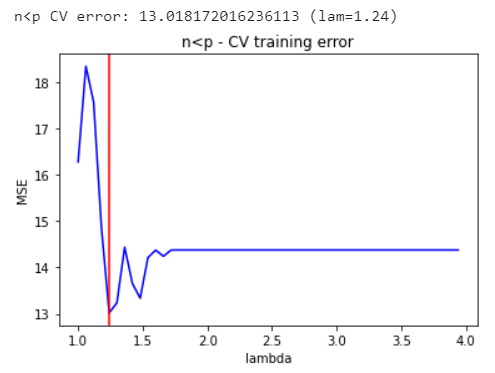 n<p CV error: 13.018172016236113 (lam=1.24)
n<p - CV training error
18
17
16
15
14
13
MSE
1.0 1.5 2.0 2.5 3.0 3.5 4.0
lambda